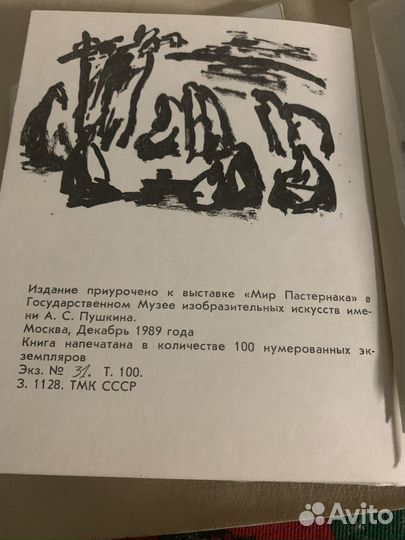 Издание приурочено к выставке «Мир Пастернака» в
Государственном Музее изобразительных искусств име-
ни А. С. Пушкина.
Москва, Декабрь 1989 года
Книга напечатана в количестве 100 нумерованных эк-
земпляров
Экз. № 31. Т. 100.
З. 1128. ТМК СССР
Avito